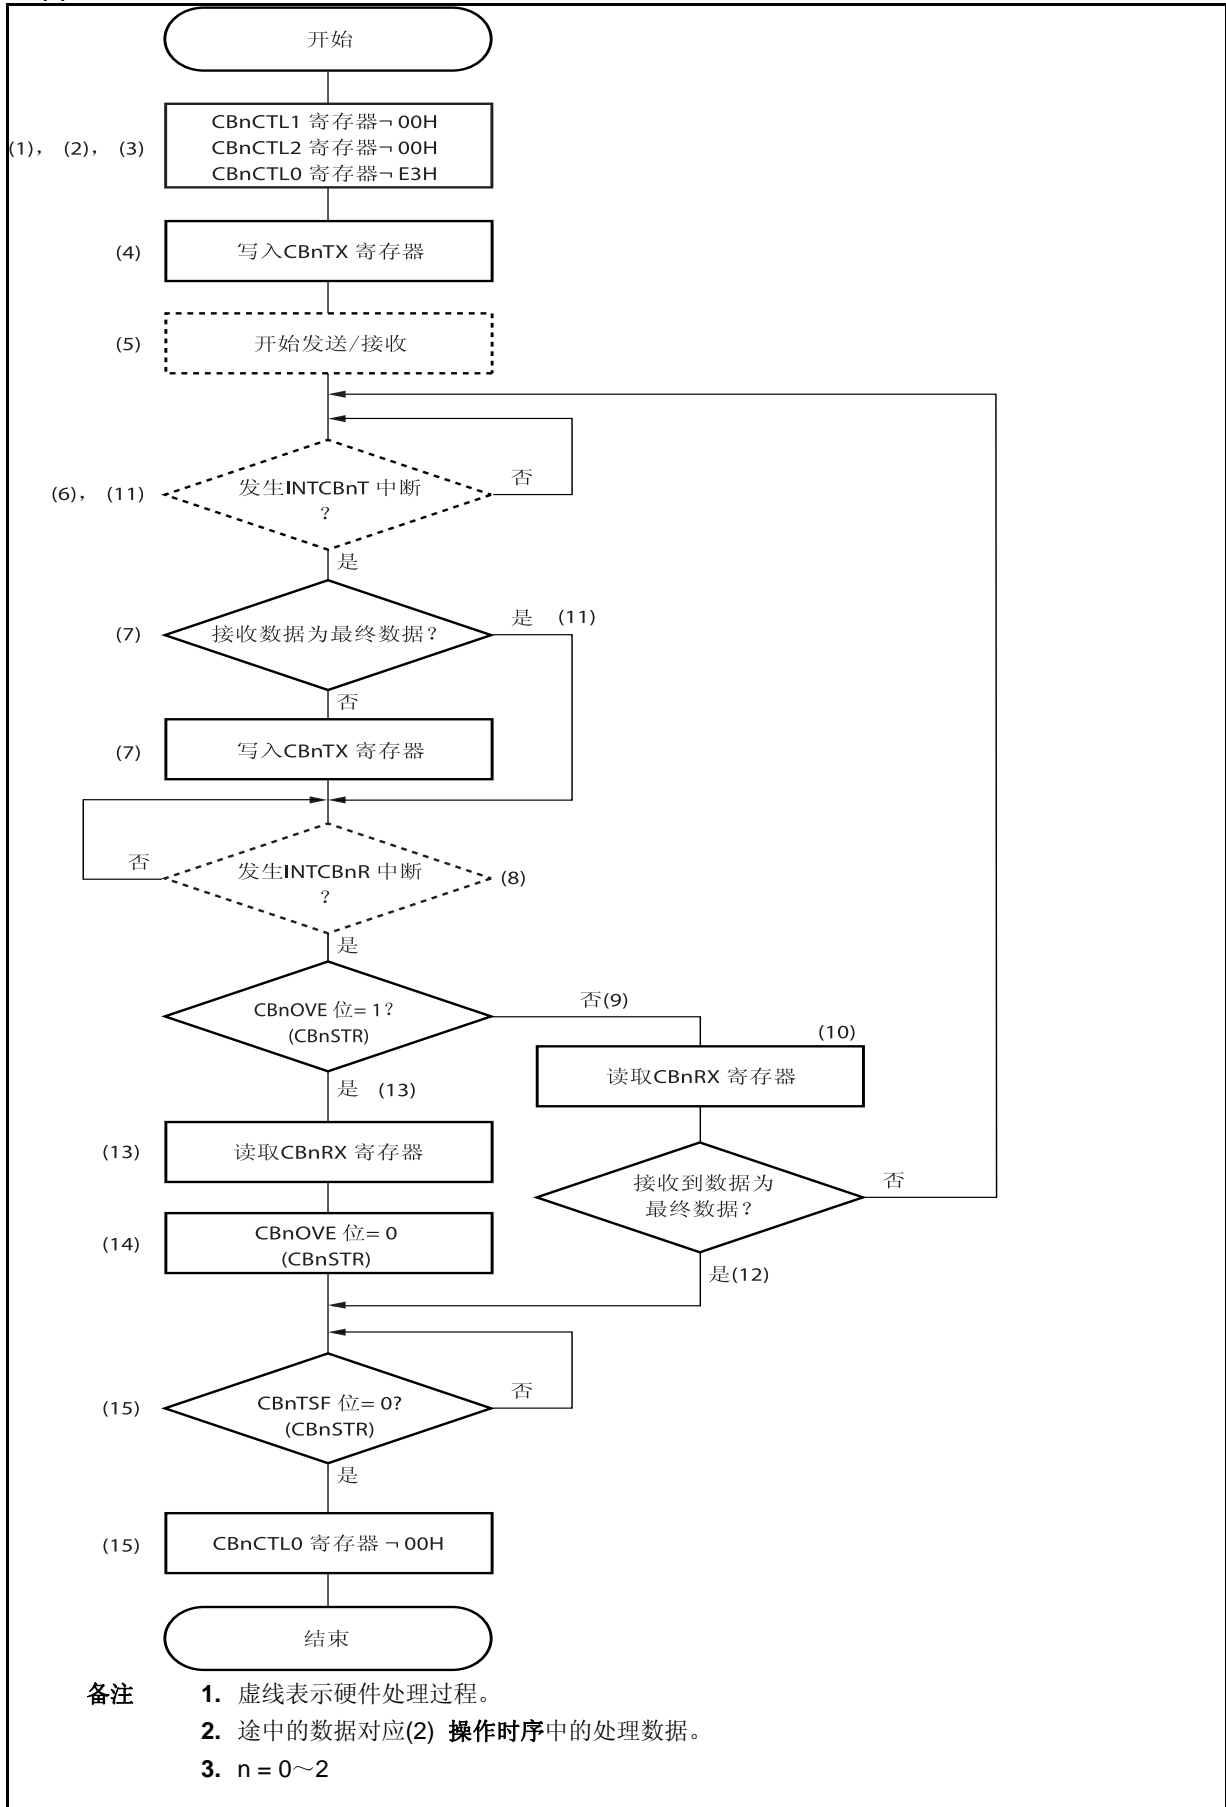 开始
CBnCTL1 寄存器¬ 00H
(1)， (2)， (3)
CBnCTL2 寄存器¬ 00H
CBnCTL0 寄存器¬ E3H
(4)
写入CBnTX 寄存器
(5)
开始发送/接收
(6)， (11)
发生INTCBnT 中断
？
否
是
(7)
接收数据为最终数据？
是 (11)
否
(7)
写入CBnTX 寄存器
否
发生INTCBnR 中断
？
(8)
是
CBnOVE 位= 1？
(CBnSTR)
否(9)
(10)
读取CBnRX 寄存器
是 (13)
(13)
读取CBnRX 寄存器
接收到数据为
最终数据？
否
(14)
CBnOVE 位= 0
(CBnSTR)
是(12)
(15)
CBnTSF 位= 0?
(CBnSTR)
否
是
(15)
CBnCTL0 寄存器 ¬ 00H
结束
备注 1. 虚线表示硬件处理过程。
2. 途中的数据对应(2) 操作时序中的处理数据。
3. n = 0～2